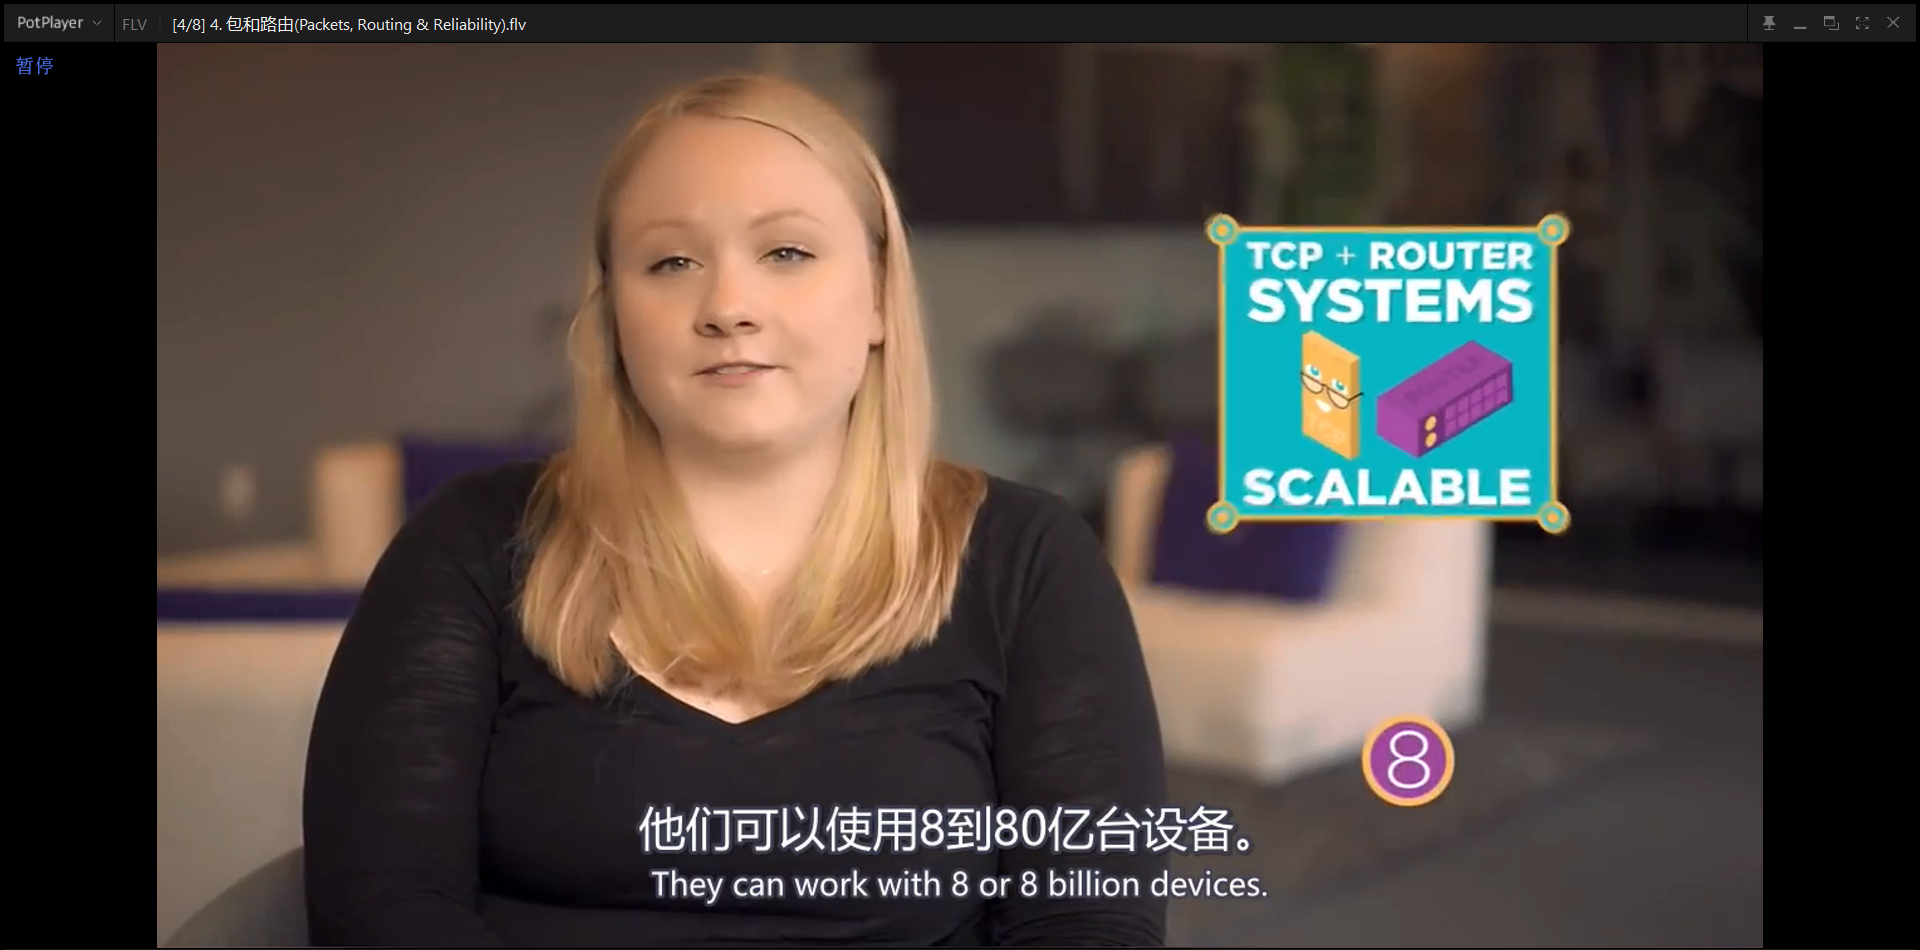 PotPlayer
FLV
[4/8] 4. 包和路由(Packets, Routing & Reliability).flv
暂停
TCP + ROUTER
SYSTEMS
TCP
ROUTER
SCALABLE
8
他们可以使用8到80亿台设备。
They can work with 8 or 8 billion devices.